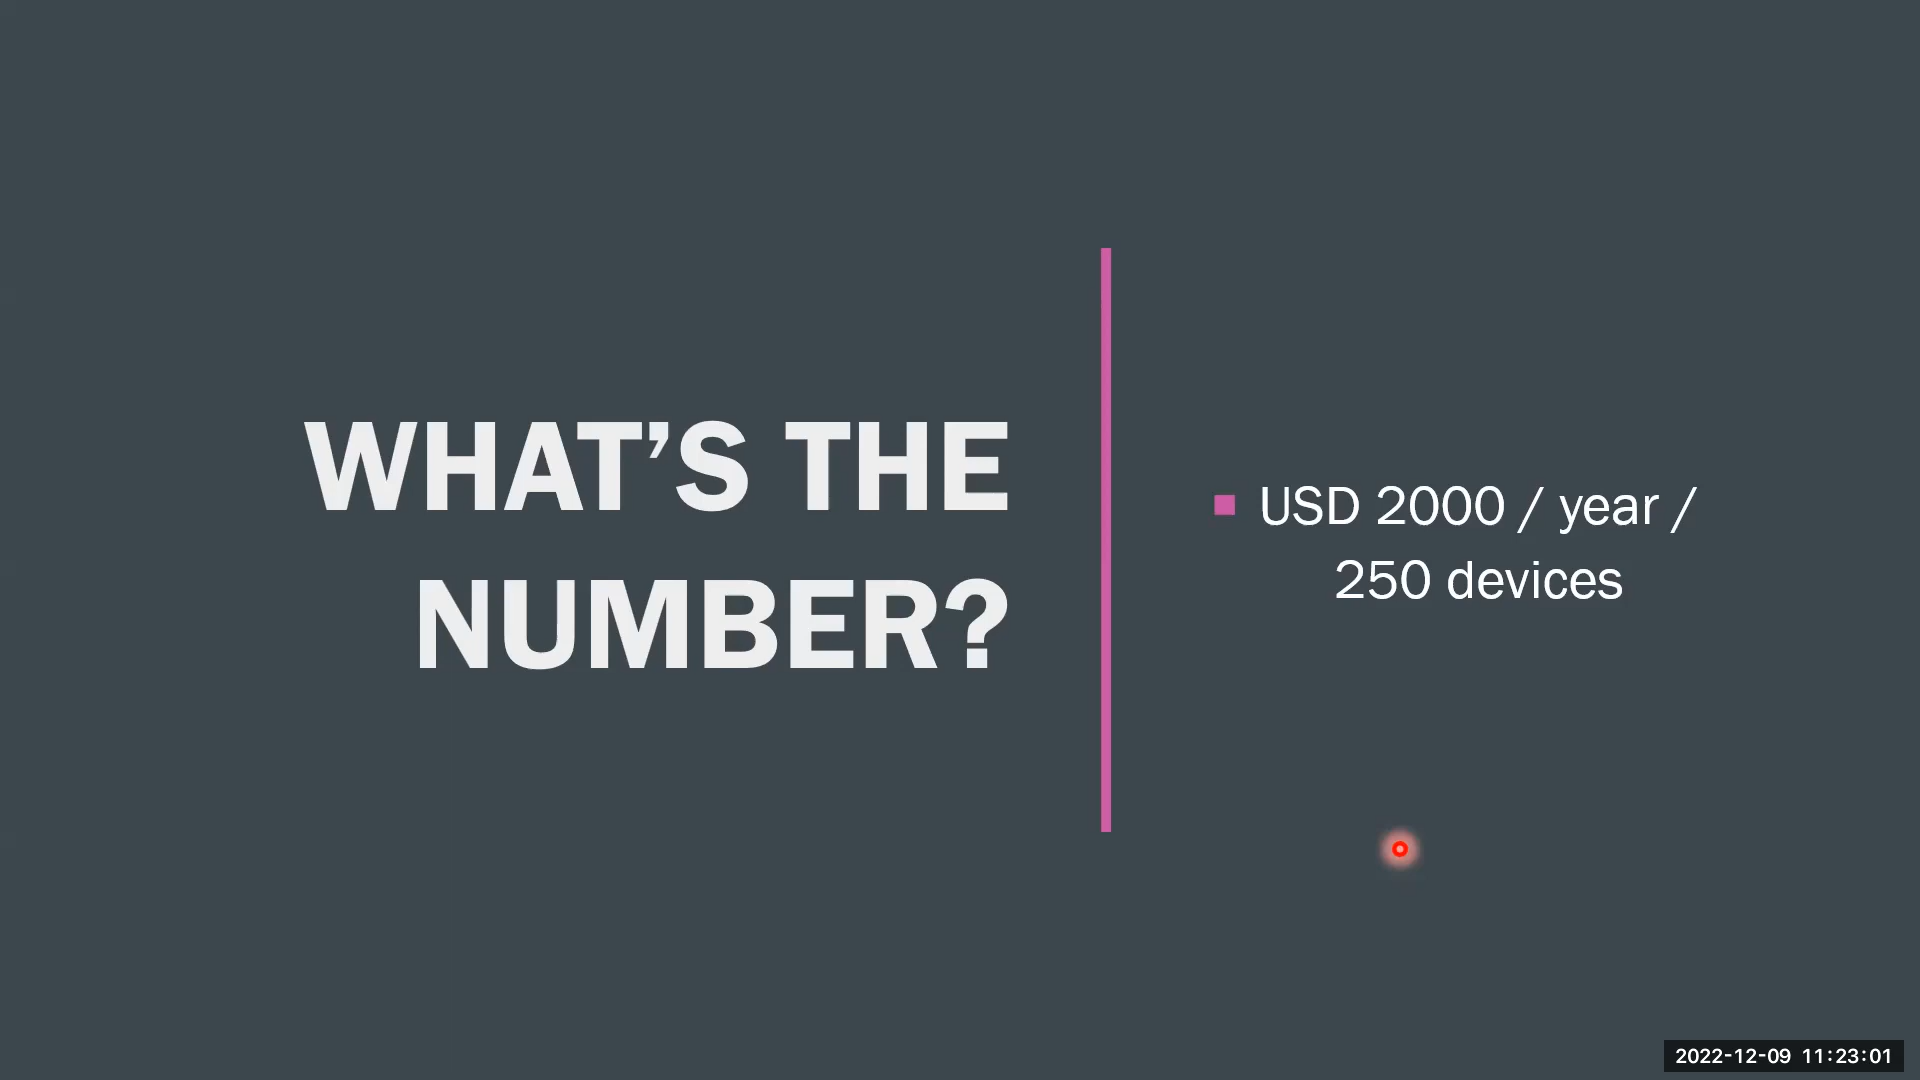 WHAT’S THE
NUMBER?
USD 2000 / year /
250 devices
2022-12-09 11:23:01